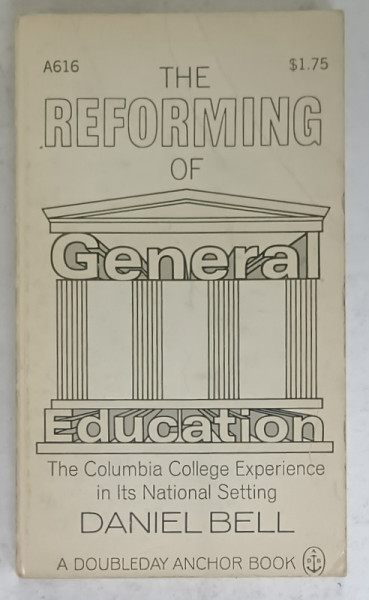 A616
$1.75
THE
REFORMING
OF
General
Education
The Columbia College Experience
in Its National Setting
DANIEL BELL
A DOUBLEDAY ANCHOR BOOK